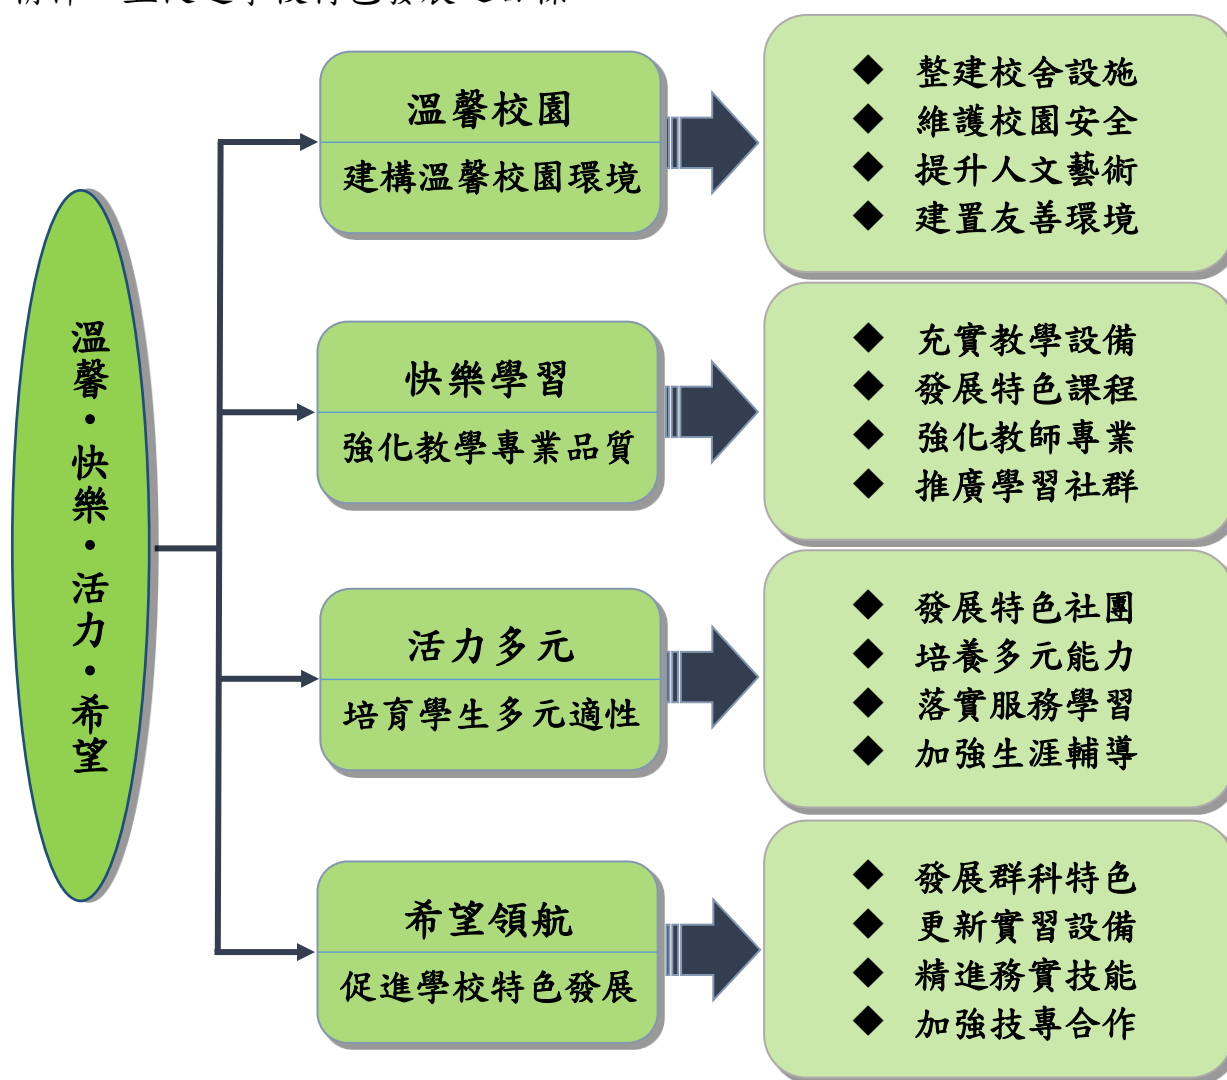 溫馨・快樂・活力・希望
溫馨校園
建構溫馨校園環境
◆ 整建校舍設施
◆ 維護校園安全
◆ 提升人文藝術
◆ 建置友善環境
快樂學習
強化教學專業品質
◆ 充實教學設備
◆ 發展特色課程
◆ 強化教師專業
◆ 推廣學習社群
活力多元
培育學生多元適性
◆ 發展特色社團
◆ 培養多元能力
◆ 落實服務學習
◆ 加強生涯輔導
希望領航
促進學校特色發展
◆ 發展群科特色
◆ 更新實習設備
◆ 精進務實技能
◆ 加強技專合作